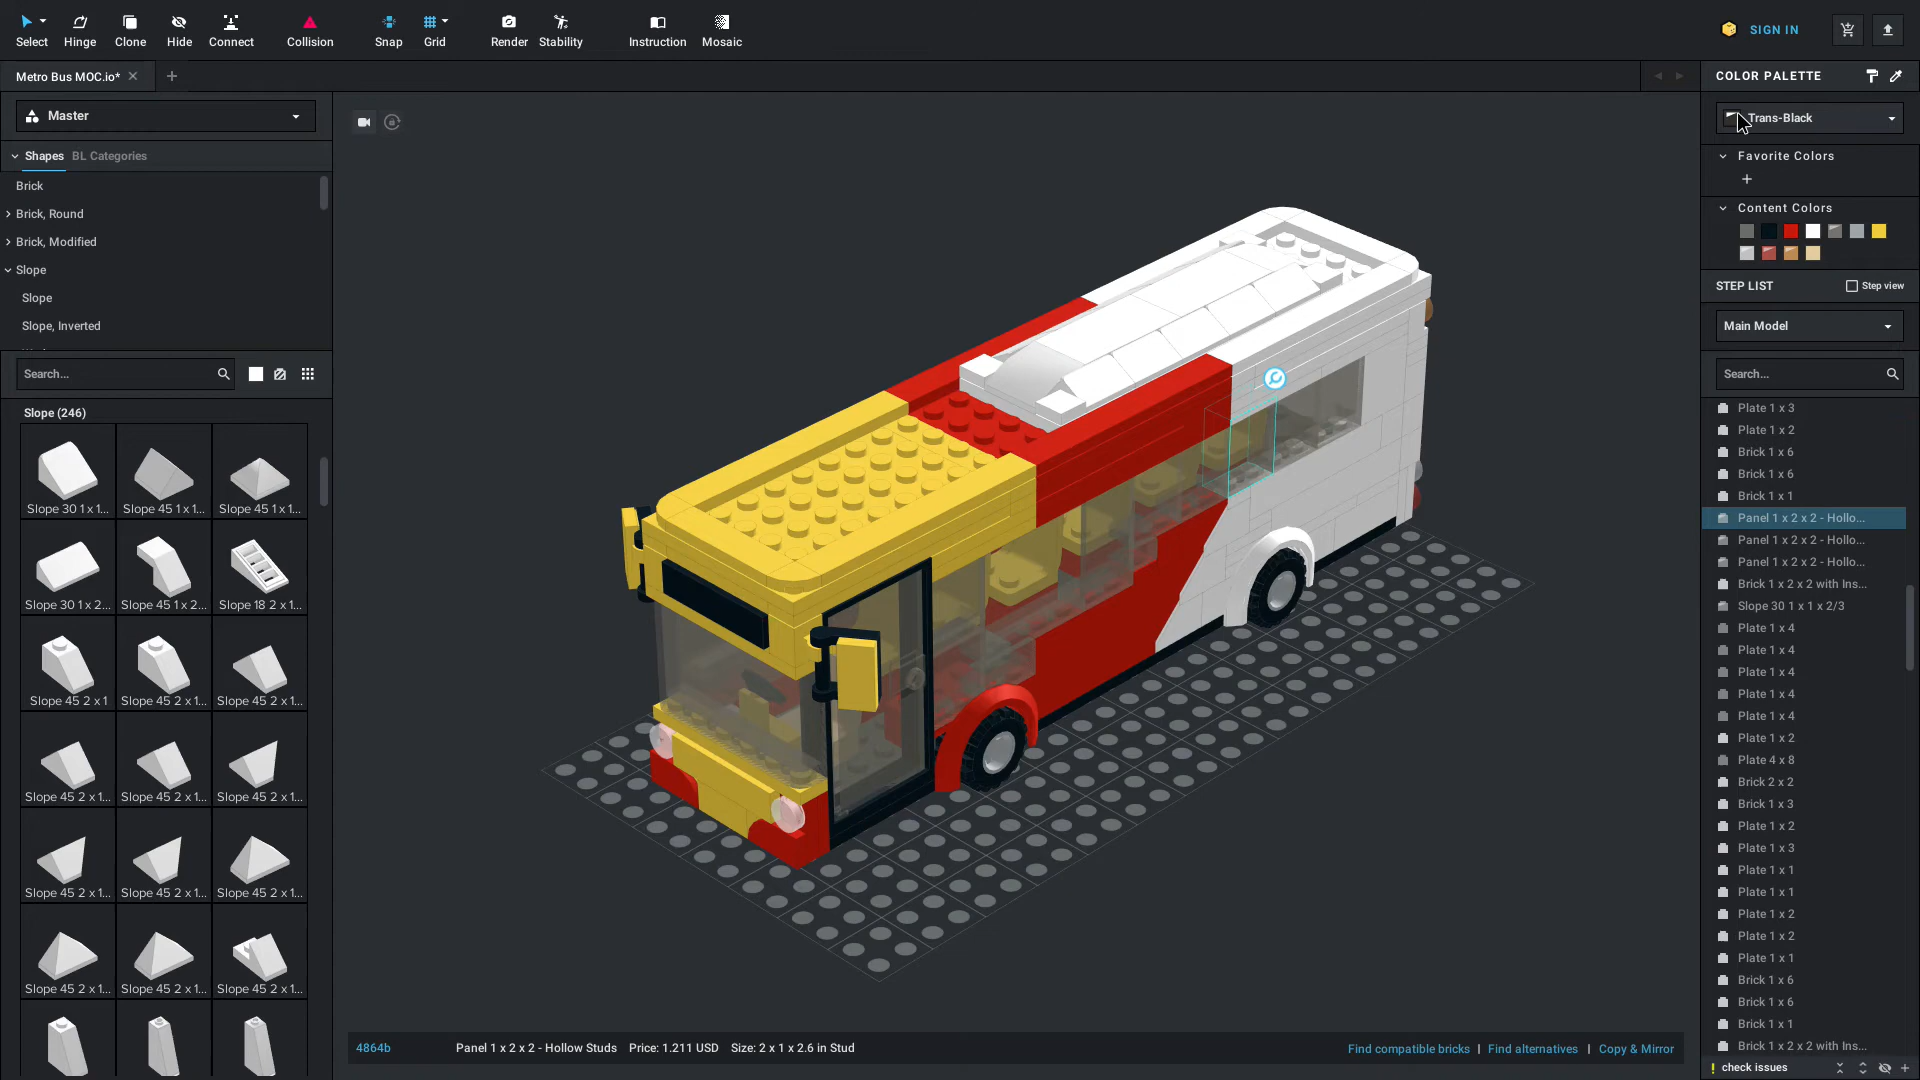 Select
Hinge
Clone
Hide
Connect
Collision
Snap
Grid
Render
Stability
Instruction
Mosaic
SIGN IN
Metro Bus MOC.io*
Master
Shapes
BL Categories
Brick
Brick, Round
Brick, Modified
Slope
Slope
Slope, Inverted
Search...
Slope (246)
Slope 30 1 x 1... Slope 45 1 x 1... Slope 45 1 x 1...
Slope 30 1 x 2... Slope 45 1 x 2... Slope 18 2 x 1...
Slope 45 2 x 1 Slope 45 2 x 1... Slope 45 2 x 1...
Slope 45 2 x 1... Slope 45 2 x 1... Slope 45 2 x 1...
Slope 45 2 x 1... Slope 45 2 x 1... Slope 45 2 x 1...
Slope 45 2 x 1... Slope 45 2 x 1... Slope 45 2 x 1...
4864b
Panel 1 x 2 x 2 - Hollow Studs
Price: 1.211 USD
Size: 2 x 1 x 2.6 in Stud
Find compatible bricks | Find alternatives | Copy & Mirror
COLOR PALETTE
Trans-Black
Favorite Colors
+
Content Colors
STEP LIST
Step view
Main Model
Search...
Plate 1 x 3
Plate 1 x 2
Brick 1 x 6
Brick 1 x 6
Brick 1 x 1
Panel 1 x 2 x 2 - Hollo...
Panel 1 x 2 x 2 - Hollo...
Panel 1 x 2 x 2 - Hollo...
Brick 1 x 2 x 2 with Ins...
Slope 30 1 x 1 x 2/3
Plate 1 x 4
Plate 1 x 4
Plate 1 x 4
Plate 1 x 4
Plate 1 x 4
Plate 1 x 2
Plate 4 x 8
Brick 2 x 2
Brick 1 x 3
Plate 1 x 2
Plate 1 x 3
Plate 1 x 1
Plate 1 x 1
Plate 1 x 2
Plate 1 x 2
Plate 1 x 1
Brick 1 x 6
Brick 1 x 6
Brick 1 x 1
Brick 1 x 2 x 2 with Ins...
! check issues